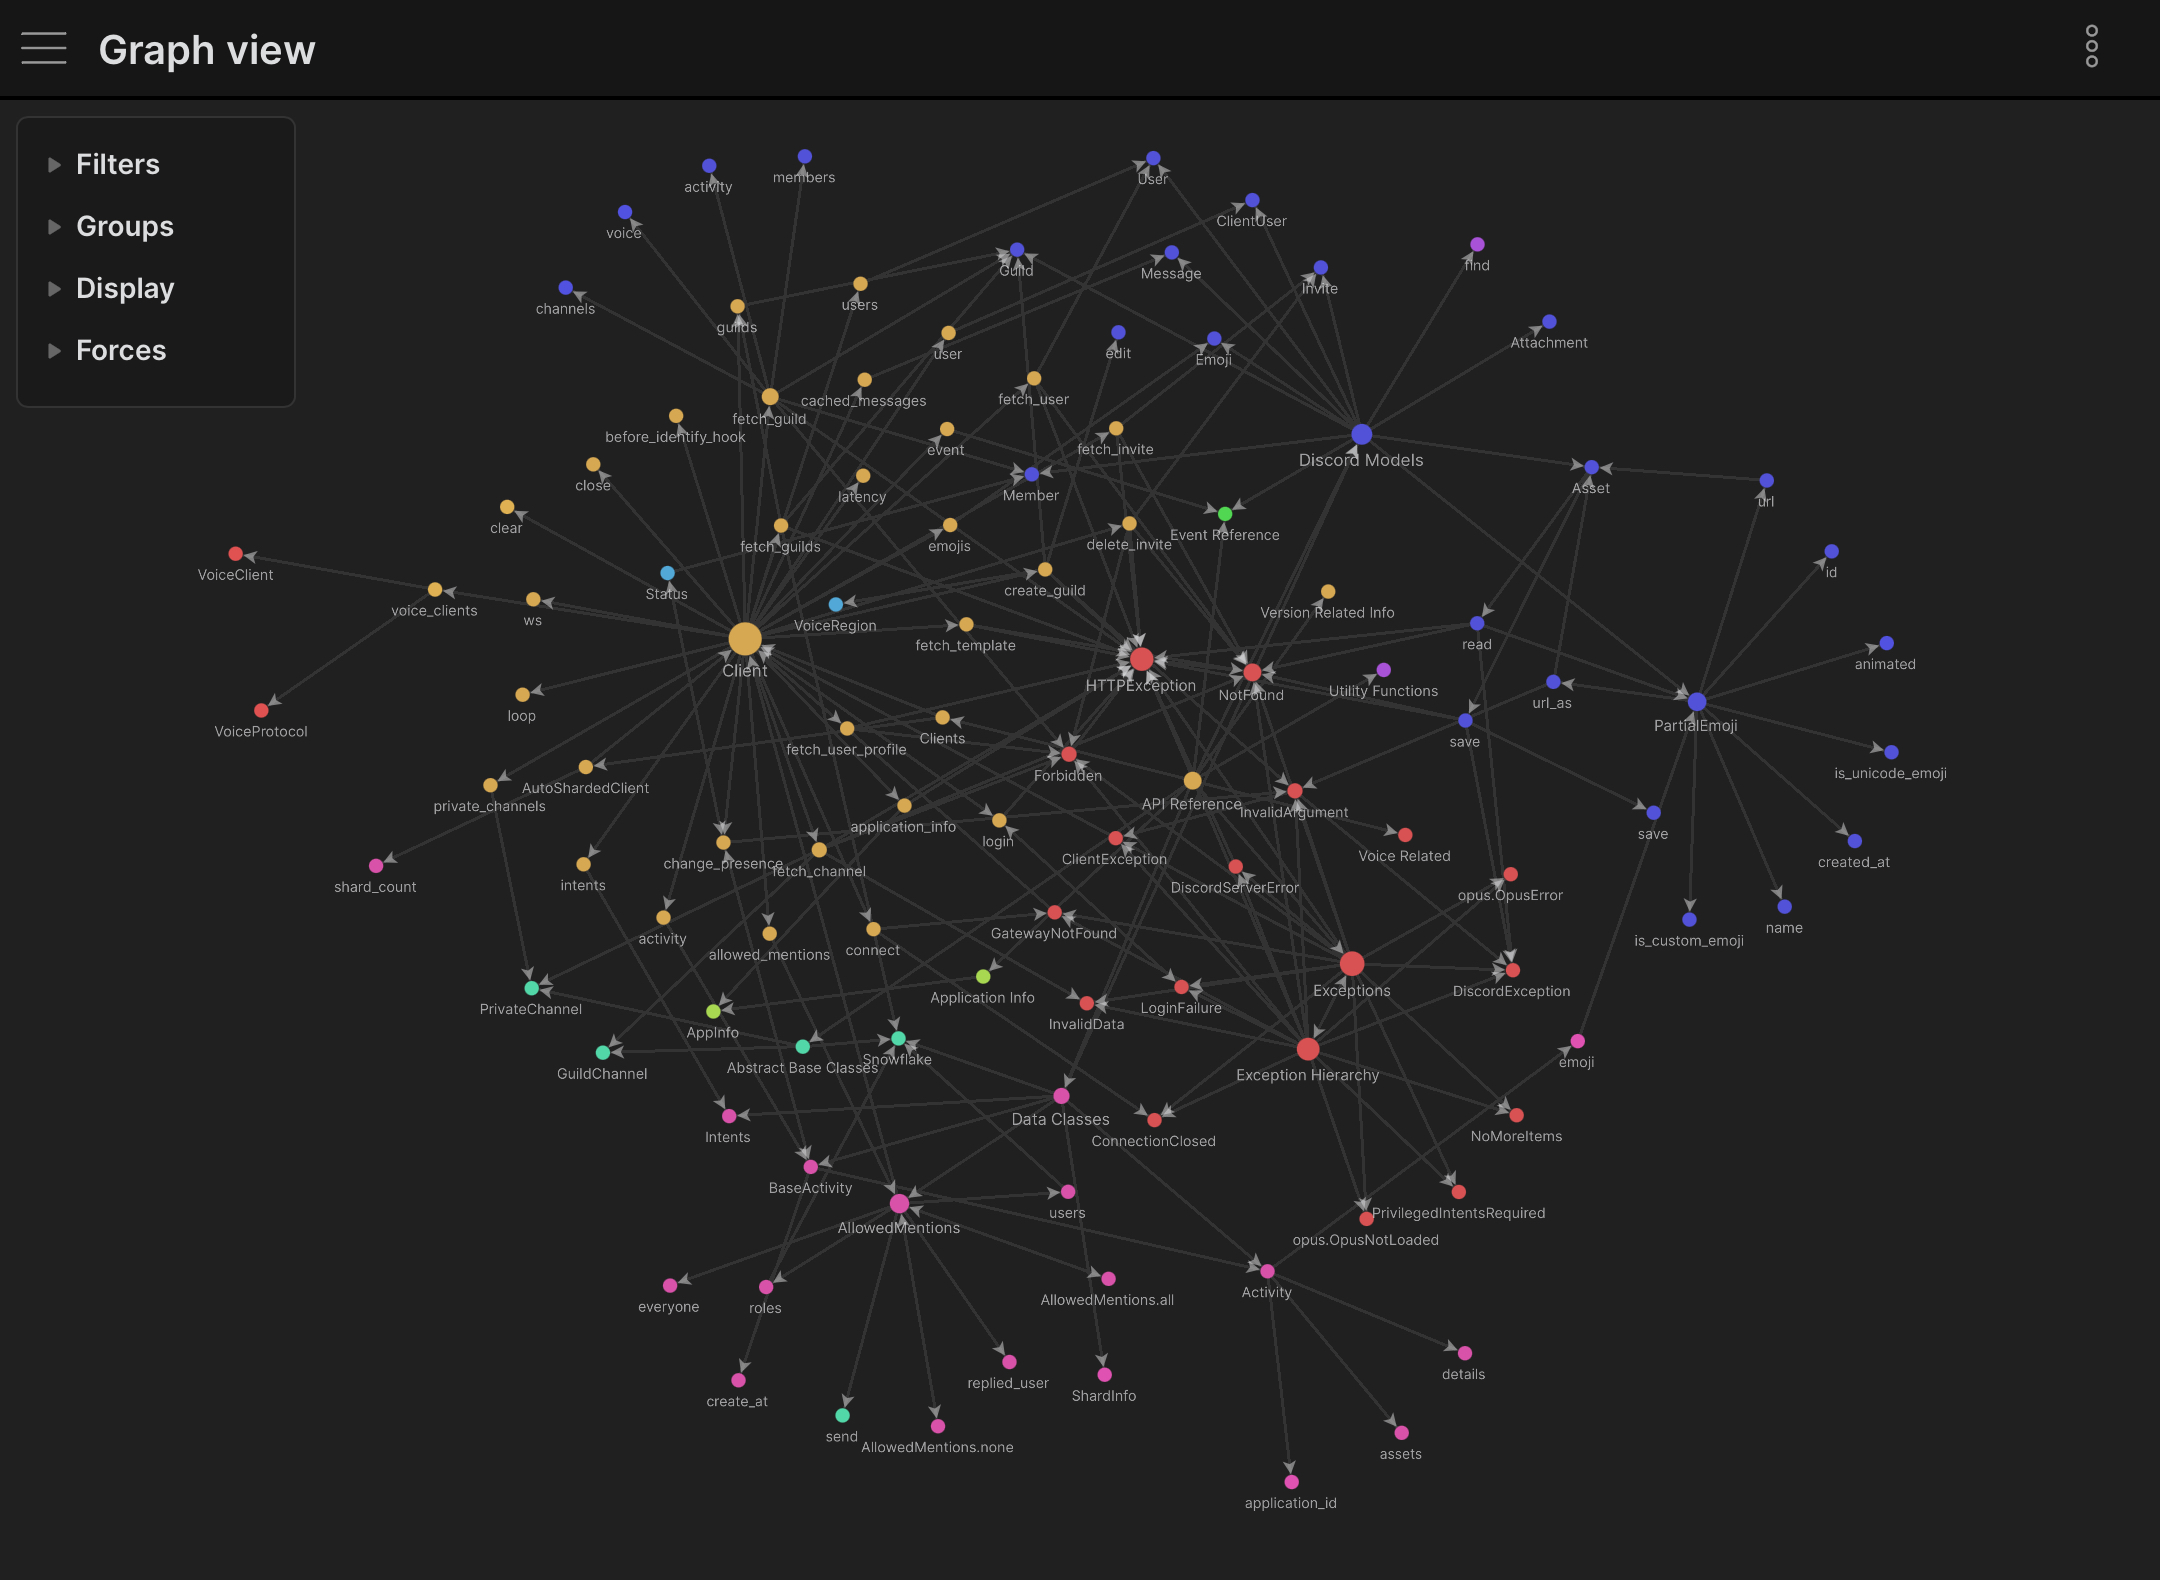 Graph view
Filters
Groups
Display
Forces
members
activity
User
ClientUser
voice
find
Guild
Message
Invite
channels
users
guilds
Attachment
user
edit
Emoji
cached_messages
fetch_user
fetch_guild
before_identify_hook
event
fetch_invite
Discord Models
close
latency
Member
Asset
url
clear
Event Reference
fetch_guilds
emojis
delete_invite
VoiceClient
id
Status
create_guild
voice_clients
ws
VoiceRegion
Version Related Info
fetch_template
read
animated
Client
HTTPException
NotFound
Utility Functions
url_as
loop
PartialEmoji
VoiceProtocol
fetch_user_profile
Clients
save
is_unicode_emoji
Forbidden
AutoShardedClient
private_channels
API Reference
InvalidArgument
application_info
login
save
ClientException
Voice Related
change_presence
fetch_channel
created_at
shard_count
intents
DiscordServerError
opus.OpusError
activity
allowed_mentions
connect
GatewayNotFound
is_custom_emoji
name
Application Info
Exceptions
DiscordException
PrivateChannel
LoginFailure
AppInfo
InvalidData
GuildChannel
Abstract Base Classes
Snowflake
Exception Hierarchy
emoji
Data Classes
Intents
ConnectionClosed
NoMoreItems
BaseActivity
users
PrivilegedIntentsRequired
AllowedMentions
opus.OpusNotLoaded
everyone
roles
AllowedMentions.all
Activity
replied_user
ShardInfo
details
create_at
send
AllowedMentions.none
assets
application_id